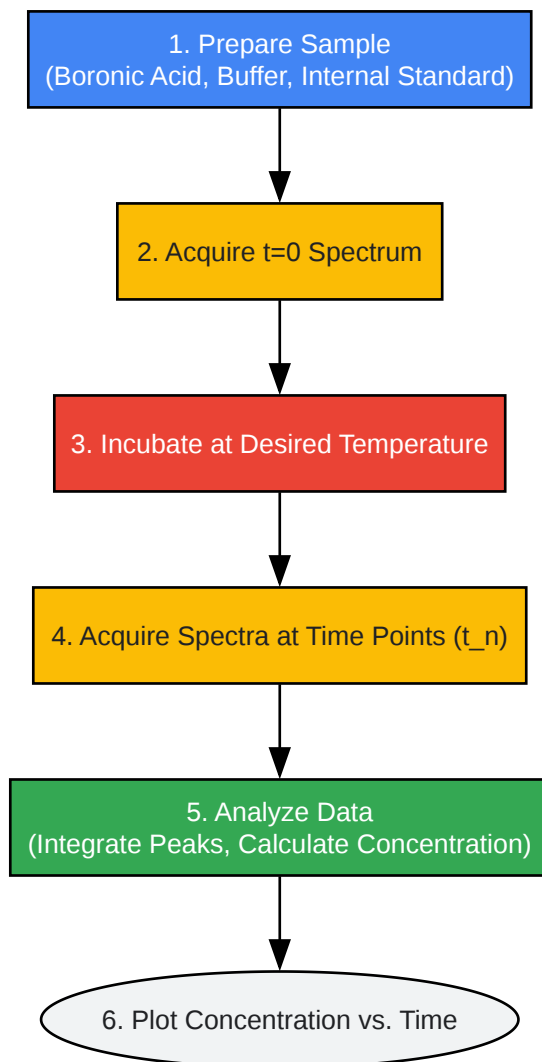 1. Prepare Sample
(Boronic Acid, Buffer, Internal Standard)
2. Acquire t=0 Spectrum
3. Incubate at Desired Temperature
4. Acquire Spectra at Time Points (t_n)
5. Analyze Data
(Integrate Peaks, Calculate Concentration)
6. Plot Concentration vs. Time